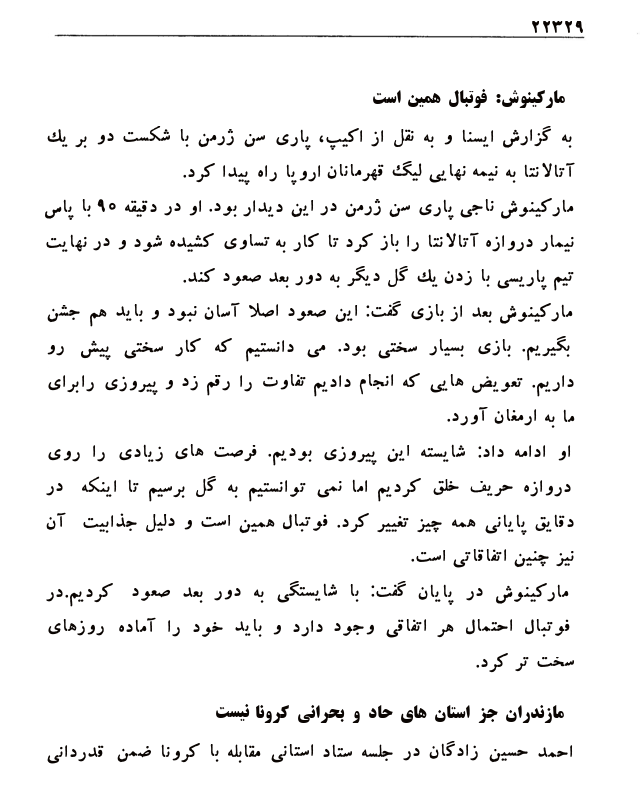 ۲۲۳۲۹
مارکینوش: فوتبال همین است
به گزارش ایسنا و به نقل از اکیپ، پاری سن ژرمن با شکست دو بر یك
آتالانتا به نیمه نهایی لیگ قهرمانان اروپا راه پیدا کرد.
مارکینوش ناجی پاری سن ژرمن در این دیدار بود. او در دقیقه ۹۵ با پاس
نیمار دروازه آتالانتا را باز کرد تا کار به تساوی کشیده شود و در نهایت
تیم پاریسی با زدن یك گل دیگر به دور بعد صعود کند.
مارکینوش بعد از بازی گفت: این صعود اصلا آسان نبود و باید هم جشن
بگیریم. بازی بسیار سختی بود. می دانستیم که کار سختی پیش رو
داریم. تعویض هایی که انجام دادیم تفاوت را رقم زد و پیروزی رابرای
ما به ارمغان آورد.
او ادامه داد: شایسته این پیروزی بودیم. فرصت های زیادی را روی
دروازه حریف خلق کردیم اما نمی توانستیم به گل برسیم تا اینکه در
دقایق پایانی همه چیز تغییر کرد. فوتبال همین است و دلیل جذابیت آن
نیز چنین اتفاقاتی است.
مارکینوش در پایان گفت: با شایستگی به دور بعد صعود کردیم.در
فوتبال احتمال هر اتفاقی وجود دارد و باید خود را آماده روزهای
سخت تر کرد.
مازندران جز استان های حاد و بحرانی کرونا نیست
احمد حسین زادگان در جلسه ستاد استانی مقابله با کرونا ضمن قدردانی